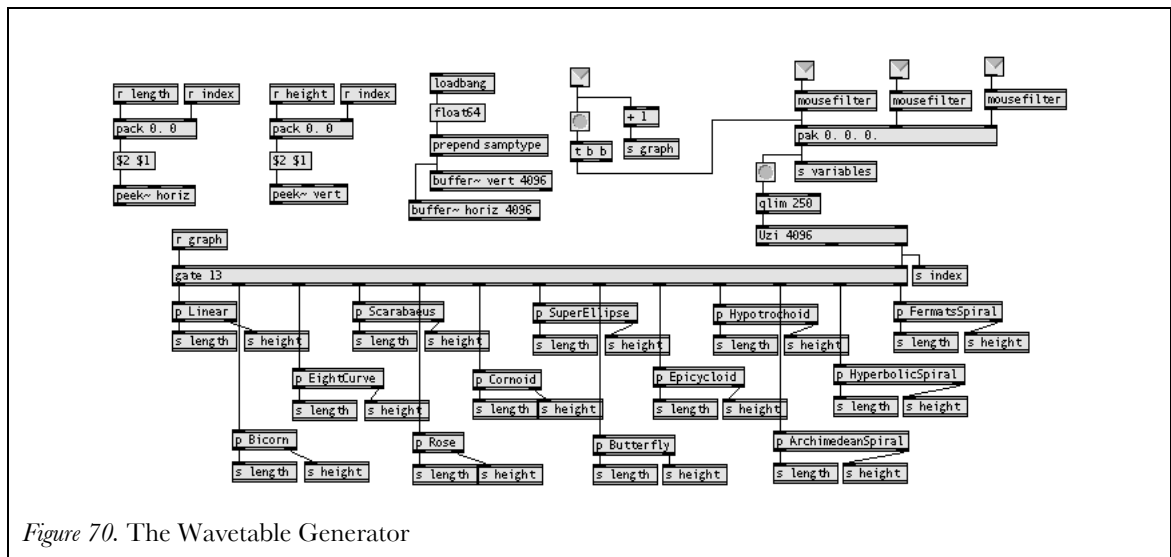 loadbang
r length r index r height r index
mousefilter mousefilter mousefilter
float64
+ 1
pack 0. 0 pack 0. 0
pak 0. 0. 0.
prepend samptype
t b b s graph
$2 $1 $2 $1
s variables
buffer~ vert 4096
peek~ horiz peek~ vert
qlim 250
buffer~ horiz 4096
Uzi 4096
r graph
gate 13 s index
p Linear p Scarabaeus p SuperEllipse p Hypotrochoid p FermatsSpiral
s length s height s length s height s length s height s length s height s length s height
p EightCurve p Cornoid p Epicycloid p HyperbolicSpiral
s length s height s length s height s length s height s length s height
p Bicorn p Rose p Butterfly p ArchimedeanSpiral
s length s height s length s height s length s height s length s height
Figure 70. The Wavetable Generator